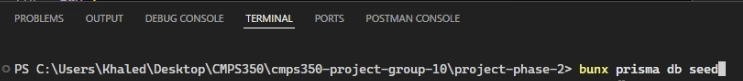 PROBLEMS OUTPUT DEBUG CONSOLE TERMINAL PORTS POSTMAN CONSOLE
PS C:\Users\Khaled\Desktop\CMPS350\cmps350-project-group-10\project-phase-2> bunx prisma db seed